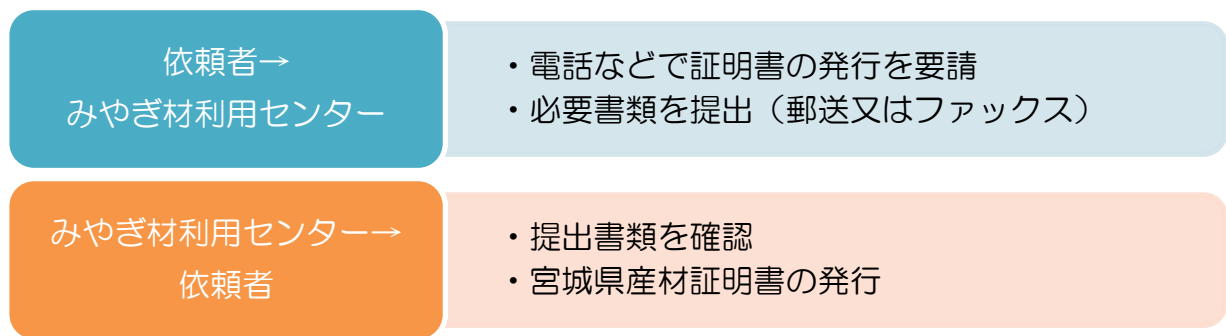 依頼者→
みやぎ材利用センター
・電話などで証明書の発行を要請
・必要書類を提出（郵送又はファックス）
みやぎ材利用センター→
依頼者
・提出書類を確認
・宮城県産材証明書の発行